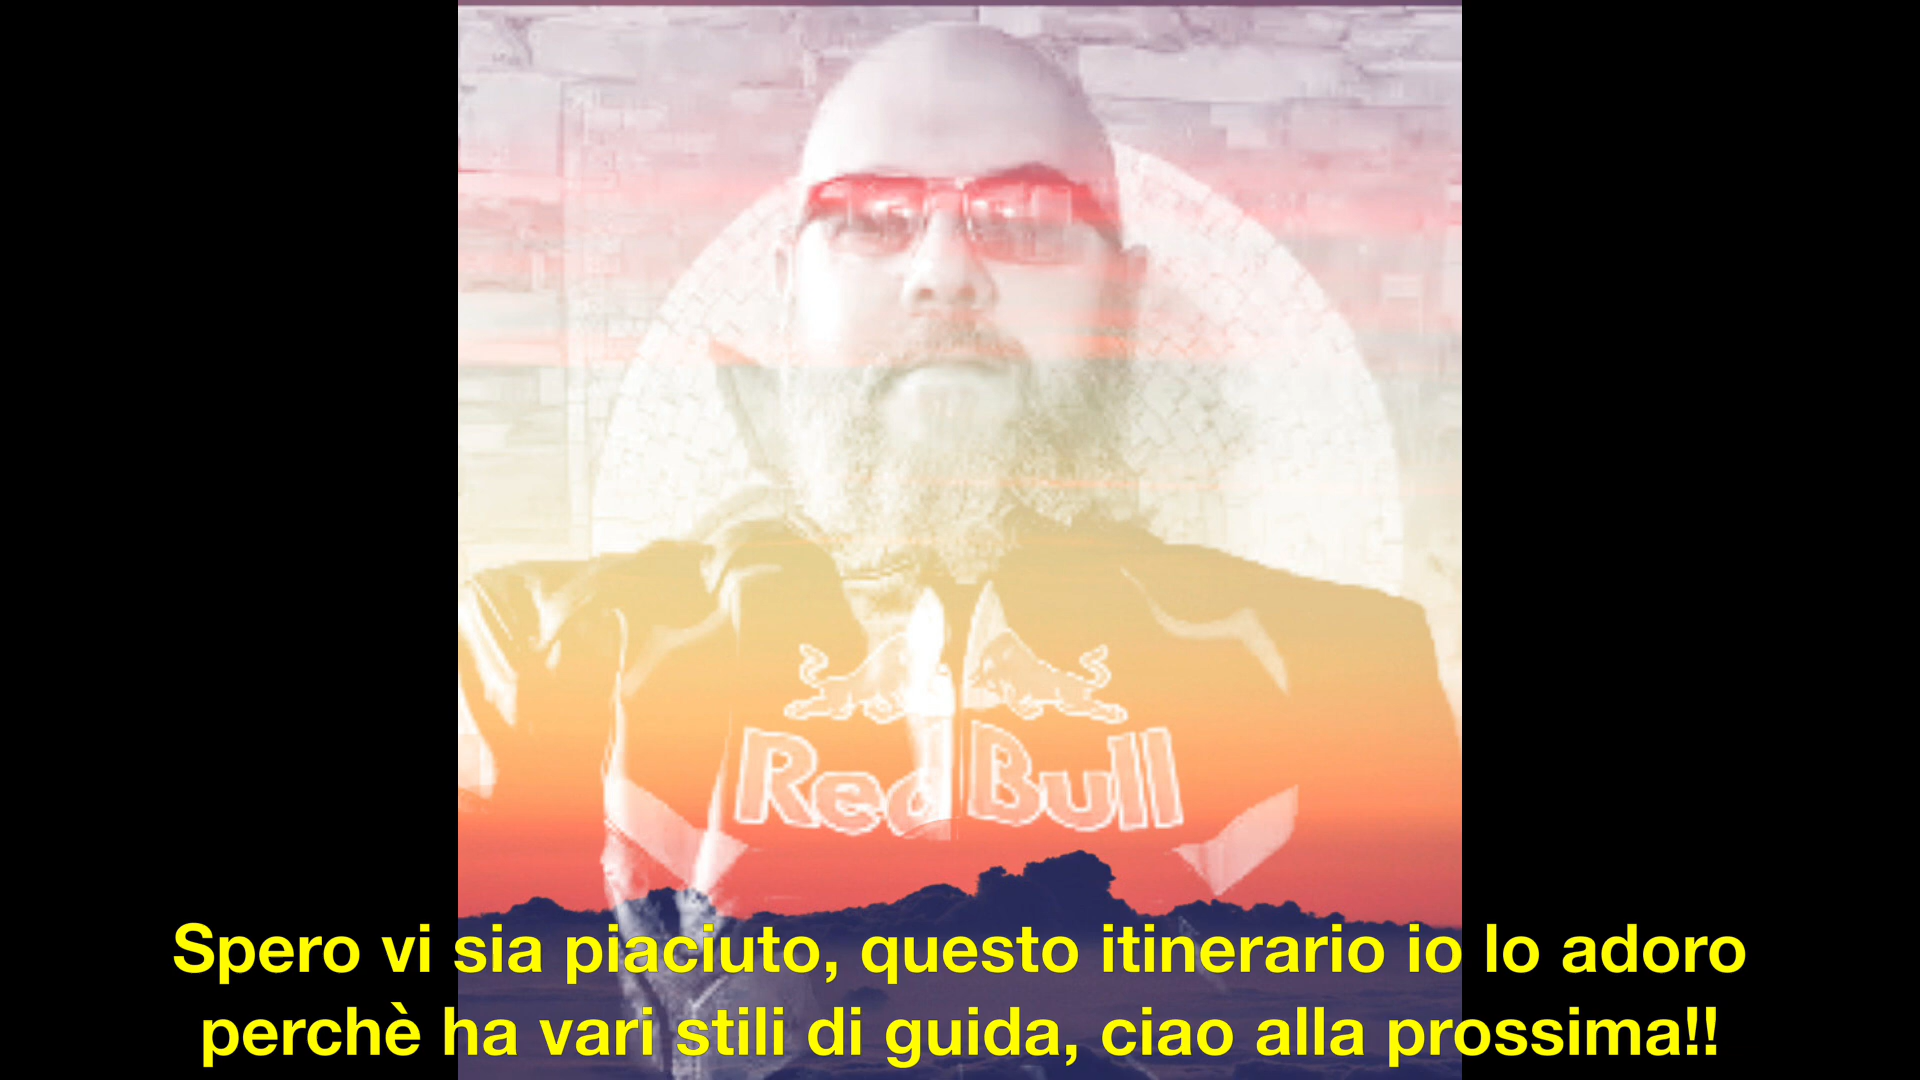 Red Bull
Spero vi sia piaciuto, questo itinerario io lo adoro
perchè ha vari stili di guida, ciao alla prossima!!